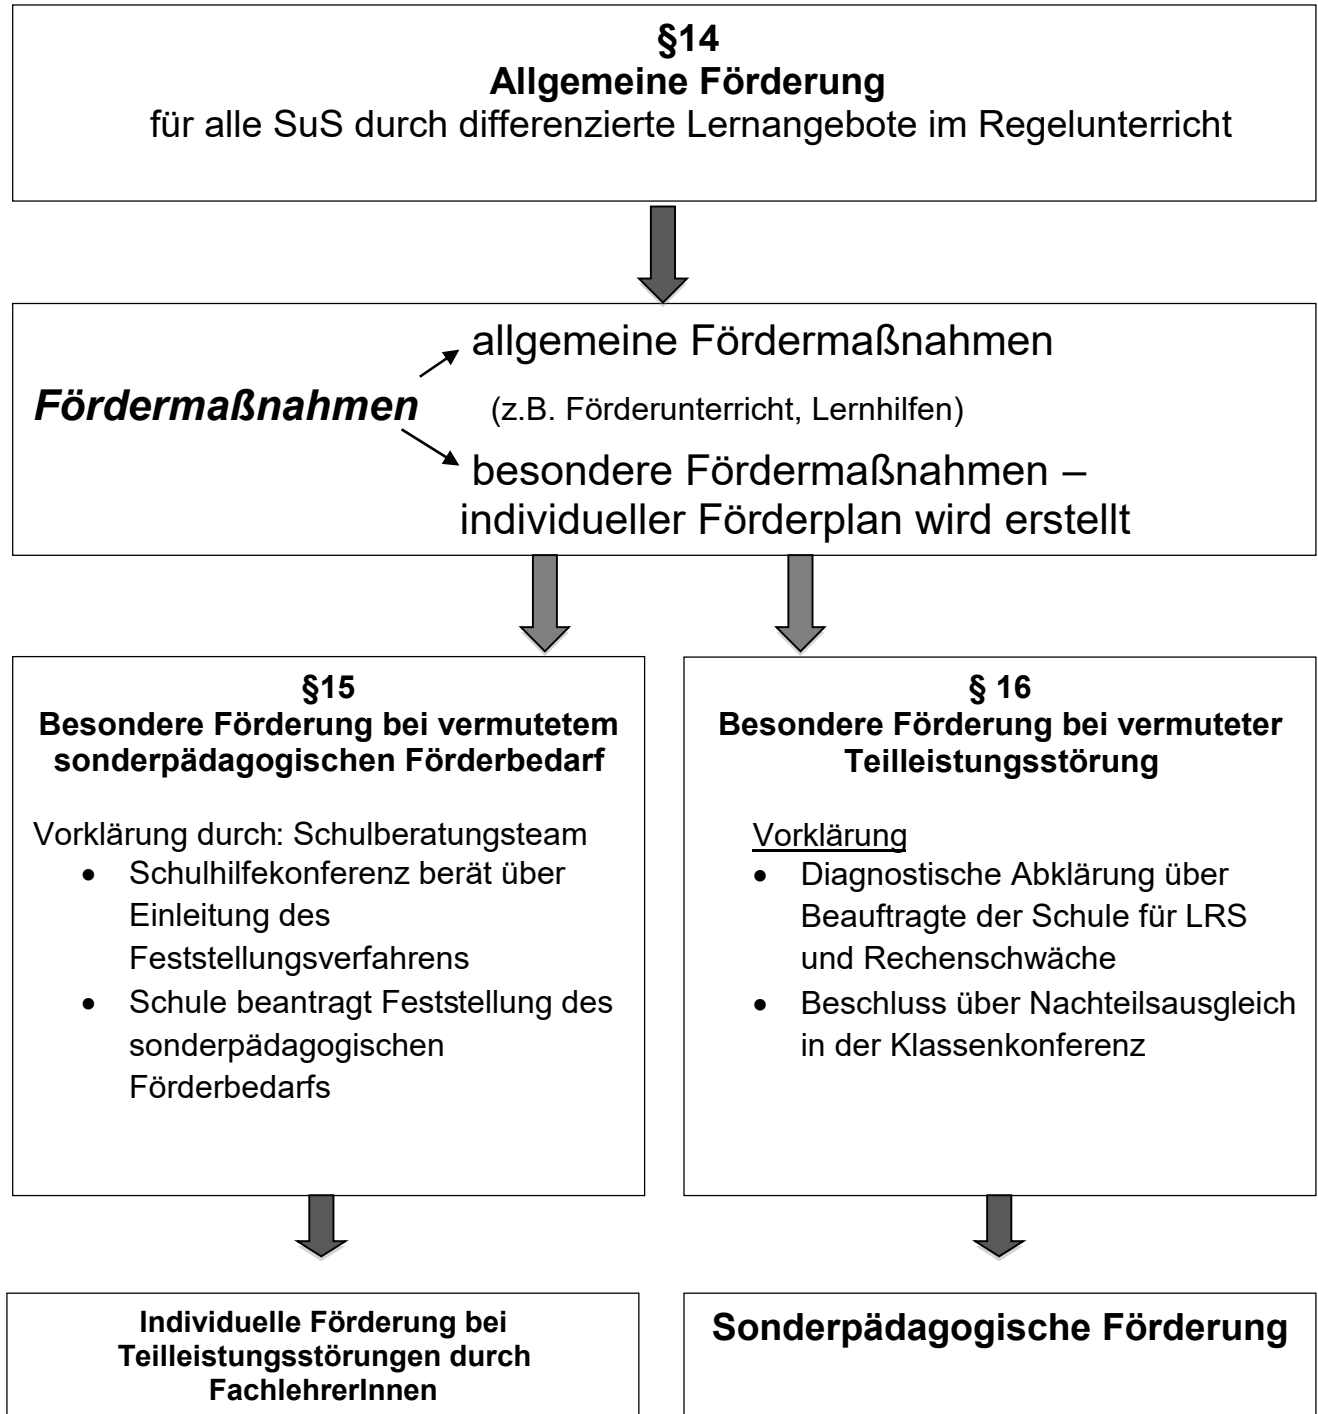 §14
Allgemeine Förderung
für alle SuS durch differenzierte Lernangebote im Regelunterricht
allgemeine Fördermaßnahmen
Fördermaßnahmen
(z.B. Förderunterricht, Lernhilfen)
besondere Fördermaßnahmen –
individueller Förderplan wird erstellt
§15
Besondere Förderung bei vermutetem
sonderpädagogischen Förderbedarf
Vorklärung durch: Schulberatungsteam
• Schulhilfekonferenz berät über
Einleitung des
Feststellungsverfahrens
• Schule beantragt Feststellung des
sonderpädagogischen
Förderbedarfs
§ 16
Besondere Förderung bei vermuteter
Teilleistungsstörung
Vorklärung
• Diagnostische Abklärung über
Beauftragte der Schule für LRS
und Rechenschwäche
• Beschluss über Nachteilsausgleich
in der Klassenkonferenz
Individuelle Förderung bei
Teilleistungsstörungen durch
FachlehrerInnen
Sonderpädagogische Förderung